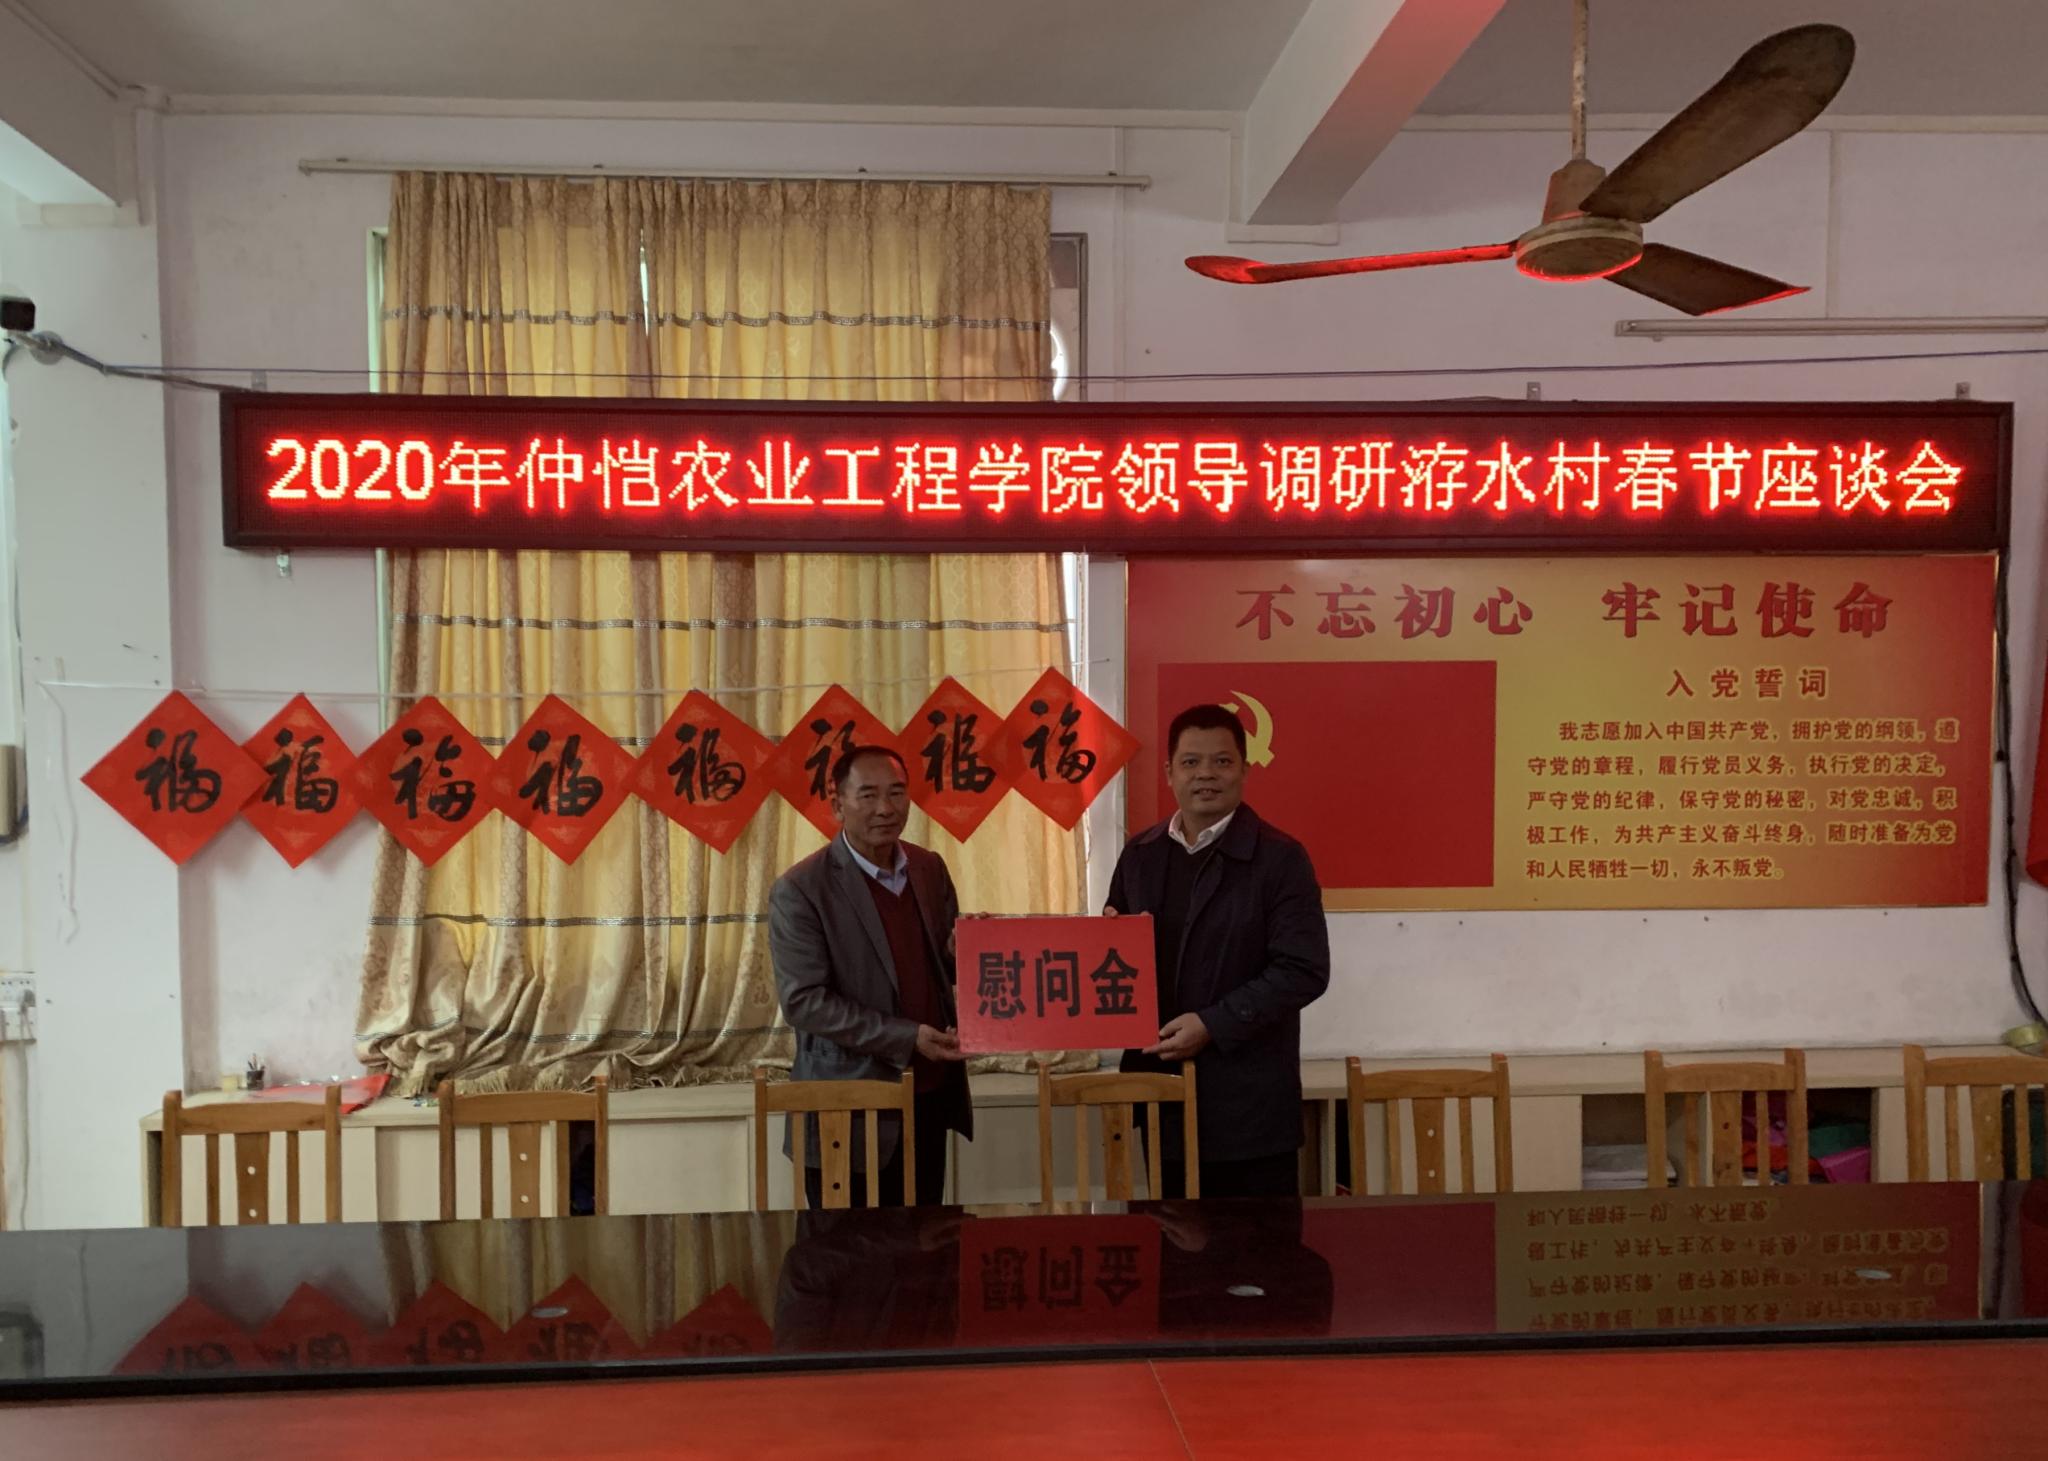 2020年仲恺农业工程学院领导调研洊水村春节座谈会
不忘初心 牢记使命
入党誓词
我志愿加入中国共产党，拥护党的纲领，遵
守党的章程，履行党员义务，执行党的决定，
严守党的纪律，保守党的秘密，对党忠诚，积
极工作，为共产主义奋斗终身，随时准备为党
和人民牺牲一切，永不叛党。
福 福 福 福 福 福 福 福
慰问金